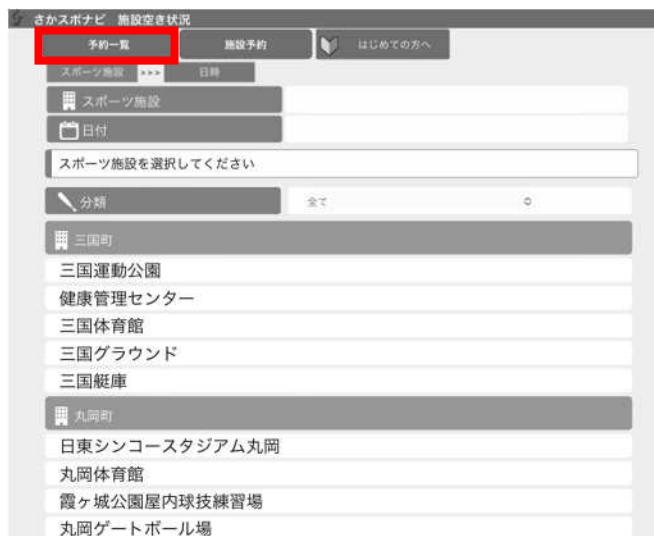 さかスポナビ 施設空き状況
予約一覧 施設予約 はじめての方へ
スポーツ施設 >>> 日時
スポーツ施設
日付
スポーツ施設を選択してください
分類 全て
三国町
三国運動公園
健康管理センター
三国体育館
三国グラウンド
三国艇庫
丸岡町
日東シンコースタジアム丸岡
丸岡体育館
霞ヶ城公園屋内球技練習場
丸岡ゲートボール場